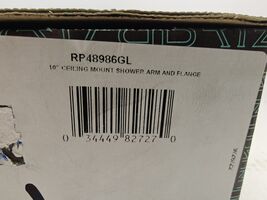 RP48986GL
10" CEILING MOUNT SHOWER ARM AND FLANGE
0 34449 82727 0